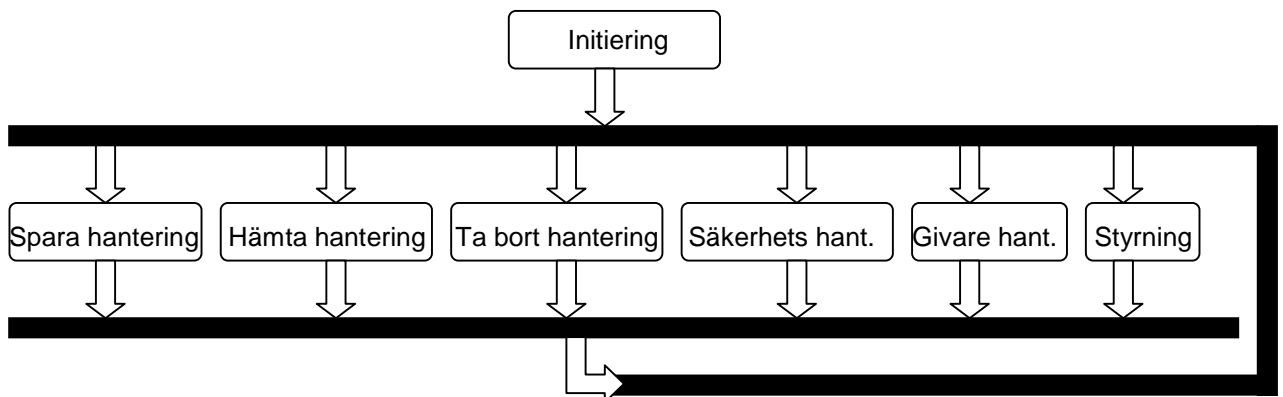 Initiering
Spara hantering
Hämta hantering
Ta bort hantering
Säkerhets hant.
Givare hant.
Styrning